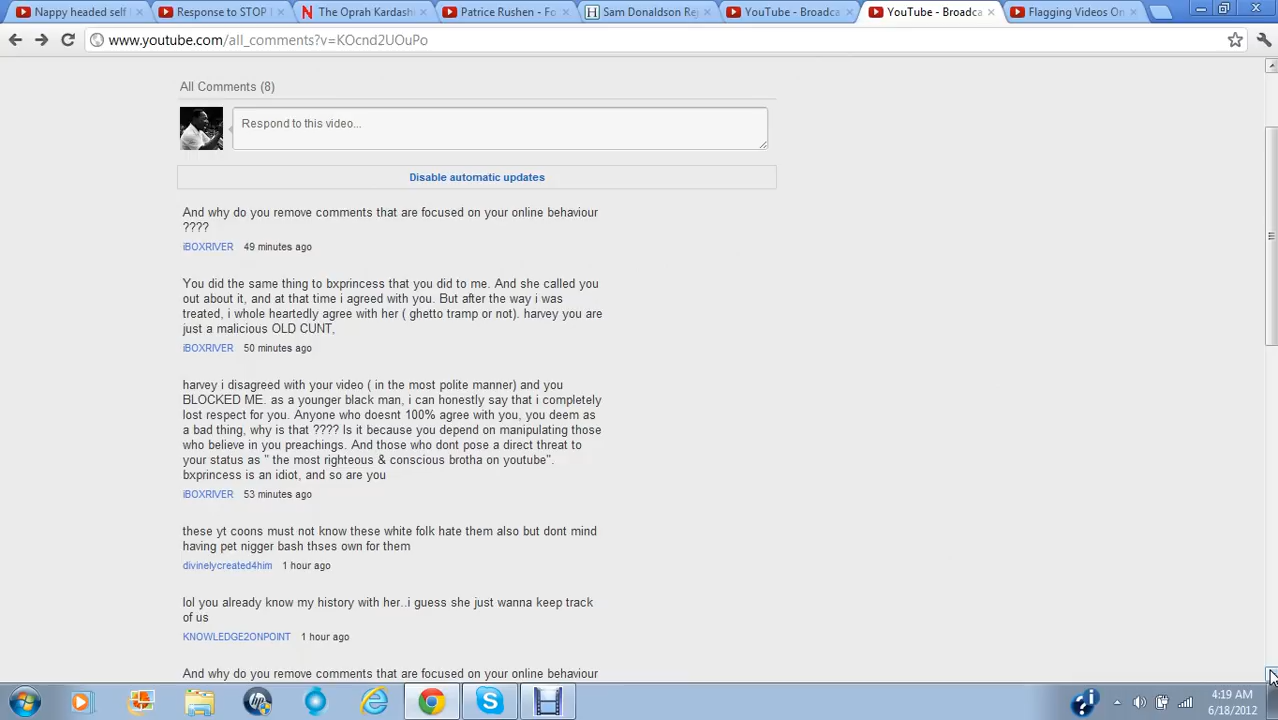 Nappy headed self
Response to STOP
The Oprah Kardash
Patrice Rushen - Fo
Sam Donaldson Re
YouTube - Broadca
YouTube - Broadca
Flagging Videos On
www.youtube.com/all_comments?v=KOcnd2UOuPo
All Comments (8)
Respond to this video...
Disable automatic updates
And why do you remove comments that are focused on your online behaviour
????
iBOXRIVER 49 minutes ago
You did the same thing to bxprincess that you did to me. And she called you
out about it, and at that time i agreed with you. But after the way i was
treated, i whole heartedly agree with her ( ghetto tramp or not). harvey you are
just a malicious OLD CUNT,
iBOXRIVER 50 minutes ago
harvey i disagreed with your video ( in the most polite manner) and you
BLOCKED ME. as a younger black man, i can honestly say that i completely
lost respect for you. Anyone who doesnt 100% agree with you, you deem as
a bad thing, why is that ???? Is it because you depend on manipulating those
who believe in you preachings. And those who dont pose a direct threat to
your status as " the most righteous & conscious brotha on youtube".
bxprincess is an idiot, and so are you
iBOXRIVER 53 minutes ago
these yt coons must not know these white folk hate them also but dont mind
having pet nigger bash thses own for them
divinelycreated4him 1 hour ago
lol you already know my history with her..i guess she just wanna keep track
of us
KNOWLEDGE2ONPOINT 1 hour ago
And why do you remove comments that are focused on your online behaviour
4:19 AM
6/18/2012